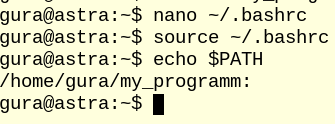 gura@astra:~$ nano ~/.bashrc
gura@astra:~$ source ~/.bashrc
gura@astra:~$ echo $PATH
/home/gura/my_programm:
gura@astra:~$